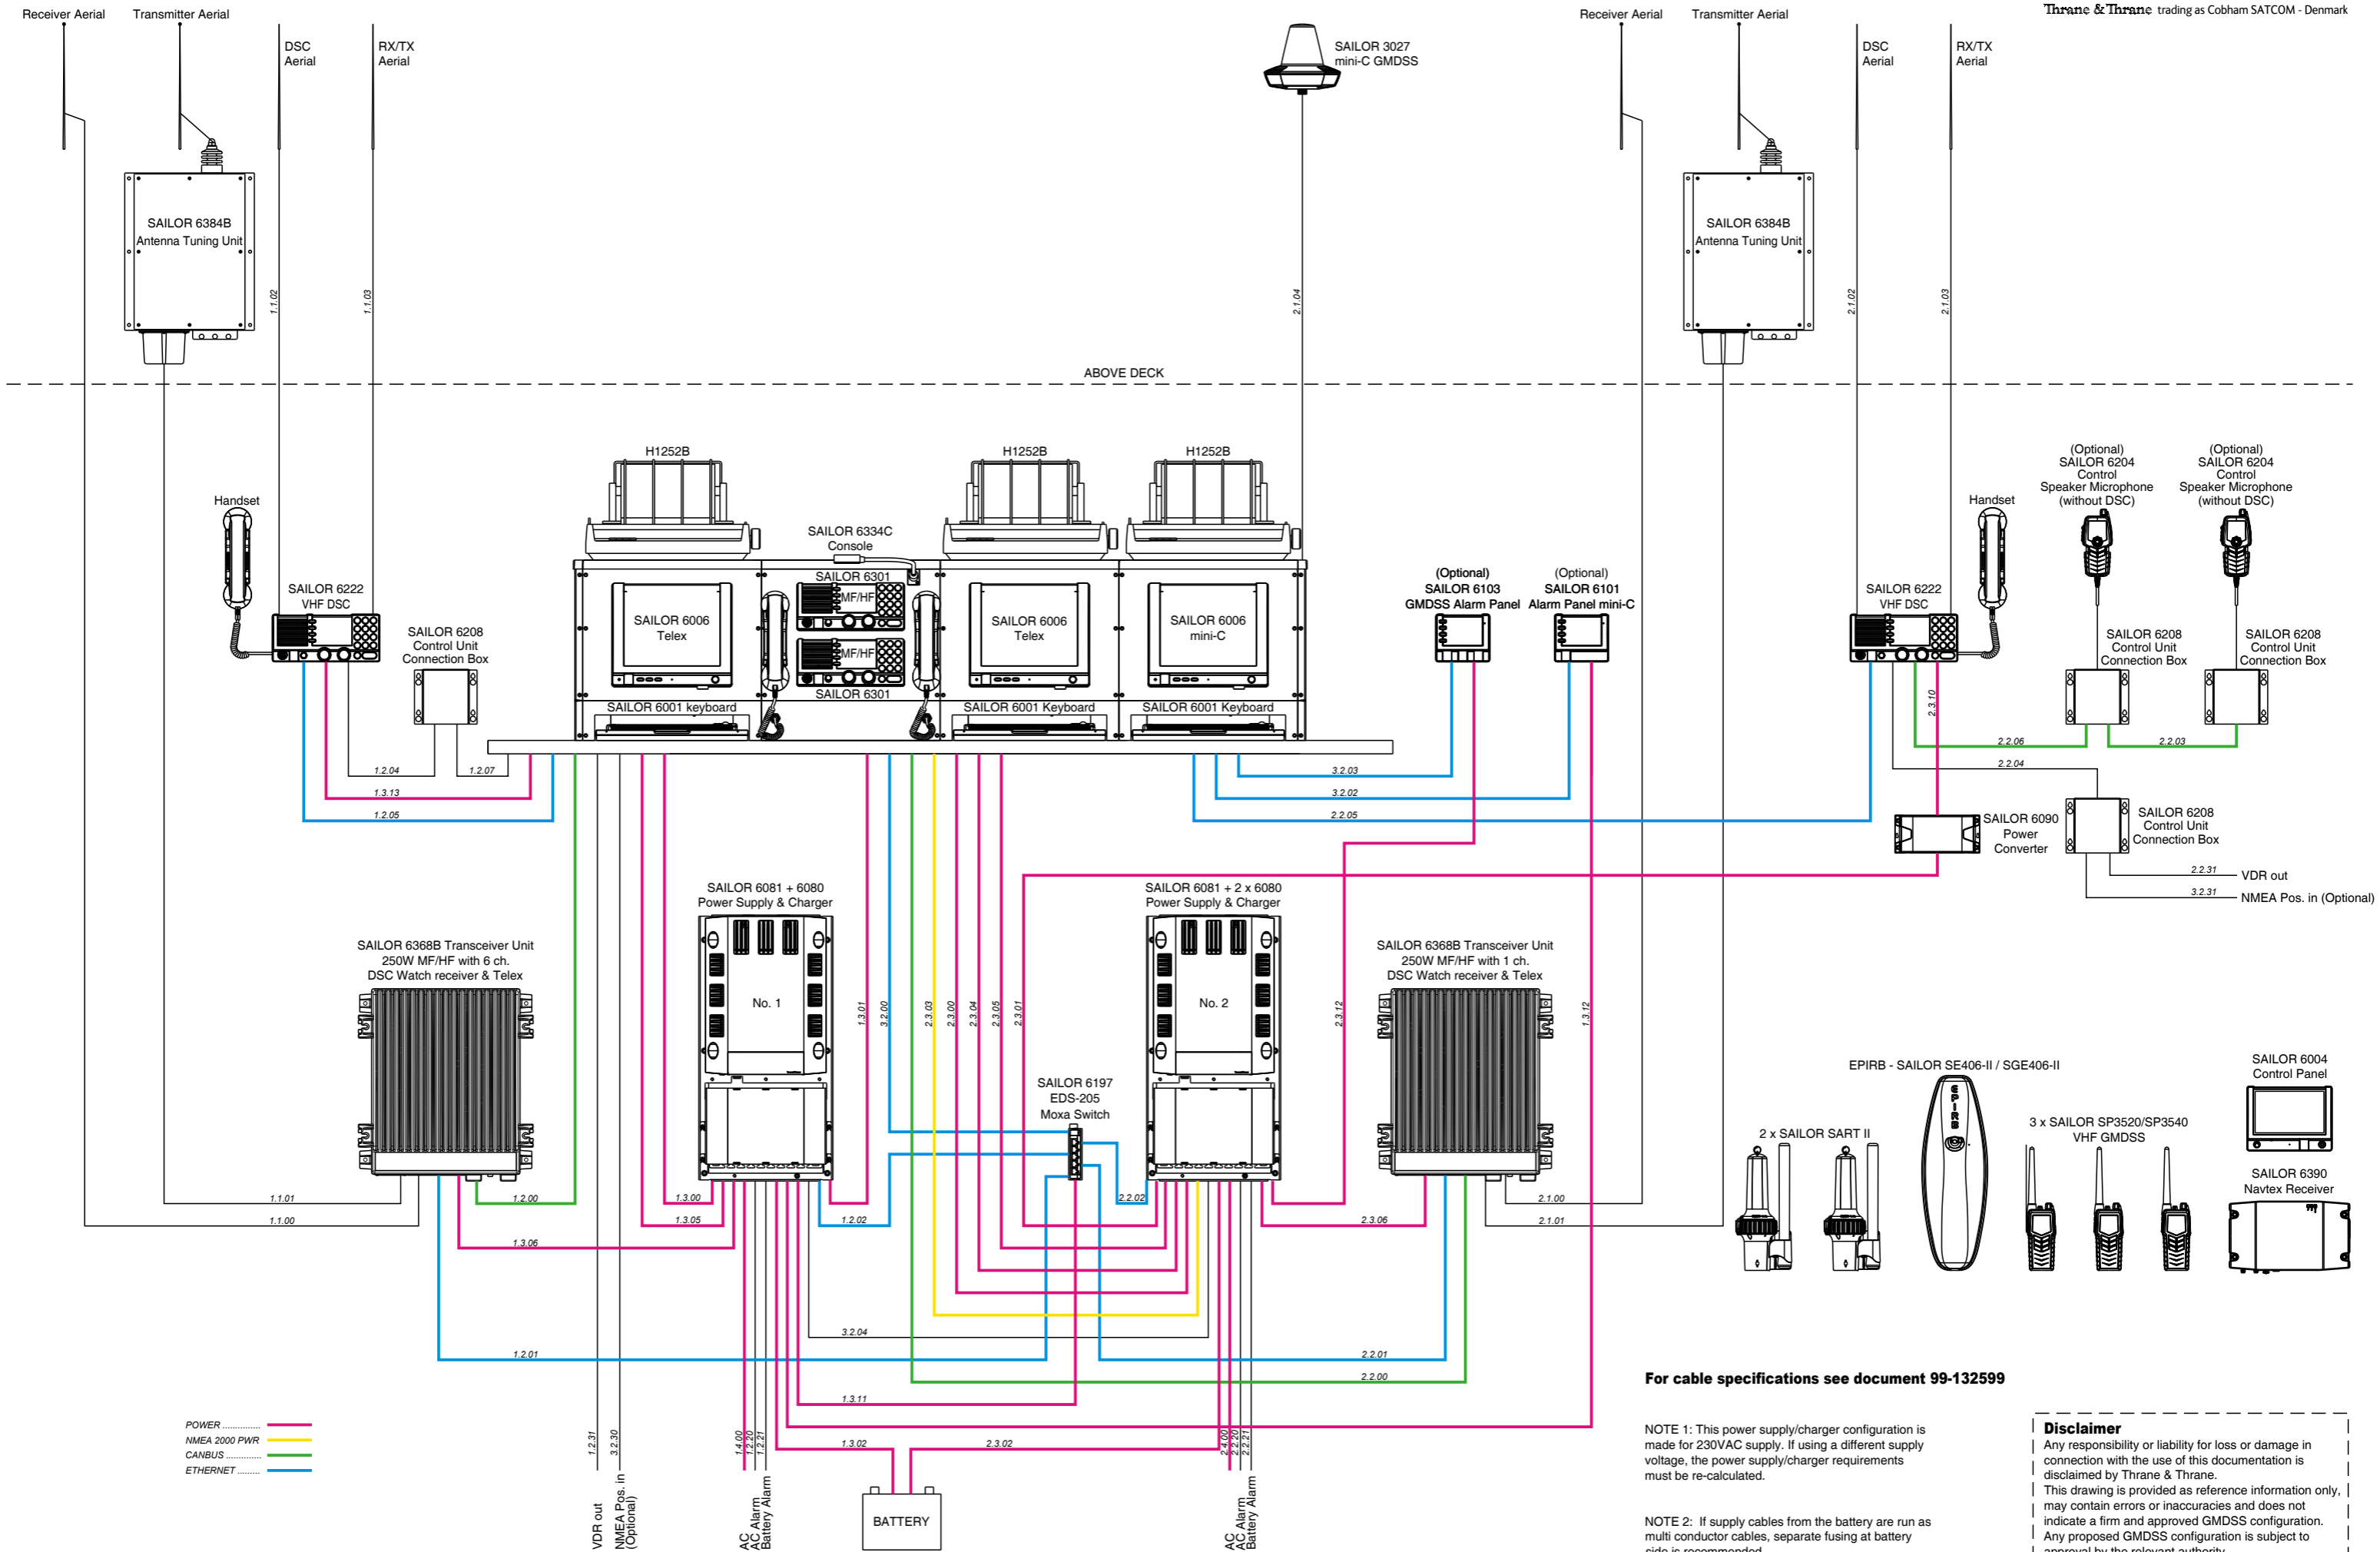 Receiver Aerial
Transmitter Aerial
DSC
Aerial
RX/TX
Aerial
SAILOR 3027
mini-C GMDSS
Receiver Aerial
Transmitter Aerial
DSC
Aerial
RX/TX
Aerial
Thrane & Thrane trading as Cobham SATCOM - Denmark
SAILOR 6384B
Antenna Tuning Unit
1.1.02
1.1.03
2.1.04
SAILOR 6384B
Antenna Tuning Unit
2.1.02
2.1.03
ABOVE DECK
Handset
SAILOR 6222
VHF DSC
SAILOR 6208
Control Unit
Connection Box
H1252B
H1252B
H1252B
SAILOR 6334C
Console
SAILOR 6301
MF/HF
MF/HF
SAILOR 6301
SAILOR 6006
Telex
SAILOR 6006
Telex
SAILOR 6006
mini-C
SAILOR 6001 keyboard
SAILOR 6001 Keyboard
SAILOR 6001 Keyboard
(Optional)
SAILOR 6103
GMDSS Alarm Panel
(Optional)
SAILOR 6101
Alarm Panel mini-C
SAILOR 6222
VHF DSC
Handset
(Optional)
SAILOR 6204
Control
Speaker Microphone
(without DSC)
(Optional)
SAILOR 6204
Control
Speaker Microphone
(without DSC)
SAILOR 6208
Control Unit
Connection Box
SAILOR 6208
Control Unit
Connection Box
2.3.10
2.2.06
2.2.03
2.2.04
1.2.04
1.2.07
1.3.13
1.2.05
3.2.03
3.2.02
2.2.05
SAILOR 6090
Power
Converter
SAILOR 6208
Control Unit
Connection Box
2.2.31
VDR out
3.2.31
NMEA Pos. in (Optional)
SAILOR 6368B Transceiver Unit
250W MF/HF with 6 ch.
DSC Watch receiver & Telex
SAILOR 6081 + 6080
Power Supply & Charger
No. 1
1.3.01
3.2.00
2.3.03
2.3.00
2.3.04
2.3.05
2.3.01
SAILOR 6081 + 2 x 6080
Power Supply & Charger
No. 2
2.3.12
SAILOR 6368B Transceiver Unit
250W MF/HF with 1 ch.
DSC Watch receiver & Telex
1.3.12
SAILOR 6197
EDS-205
Moxa Switch
EPIRB - SAILOR SE406-II / SGE406-II
EPIRB
2 x SAILOR SART II
3 x SAILOR SP3520/SP3540
VHF GMDSS
SAILOR 6004
Control Panel
SAILOR 6390
Navtex Receiver
1.1.01
1.1.00
1.2.00
1.3.00
1.3.05
1.3.06
1.2.02
2.2.02
2.3.06
2.1.00
2.1.01
3.2.04
1.2.01
2.2.01
2.2.00
1.3.11
1.3.02
2.3.02
POWER ...............
NMEA 2000 PWR
CANBUS ..............
ETHERNET .........
1.2.31
VDR out
3.2.30
NMEA Pos. in
(Optional)
1.4.00
1.2.20
1.2.21
AC
AC Alarm
Battery Alarm
BATTERY
2.4.00
2.2.20
2.2.21
AC
AC Alarm
Battery Alarm
For cable specifications see document 99-132599
NOTE 1: This power supply/charger configuration is
made for 230VAC supply. If using a different supply
voltage, the power supply/charger requirements
must be re-calculated.
NOTE 2: If supply cables from the battery are run as
multi conductor cables, separate fusing at battery
side is recommended
Disclaimer
Any responsibility or liability for loss or damage in
connection with the use of this documentation is
disclaimed by Thrane & Thrane.
This drawing is provided as reference information only,
may contain errors or inaccuracies and does not
indicate a firm and approved GMDSS configuration.
Any proposed GMDSS configuration is subject to
approval by the relevant authority